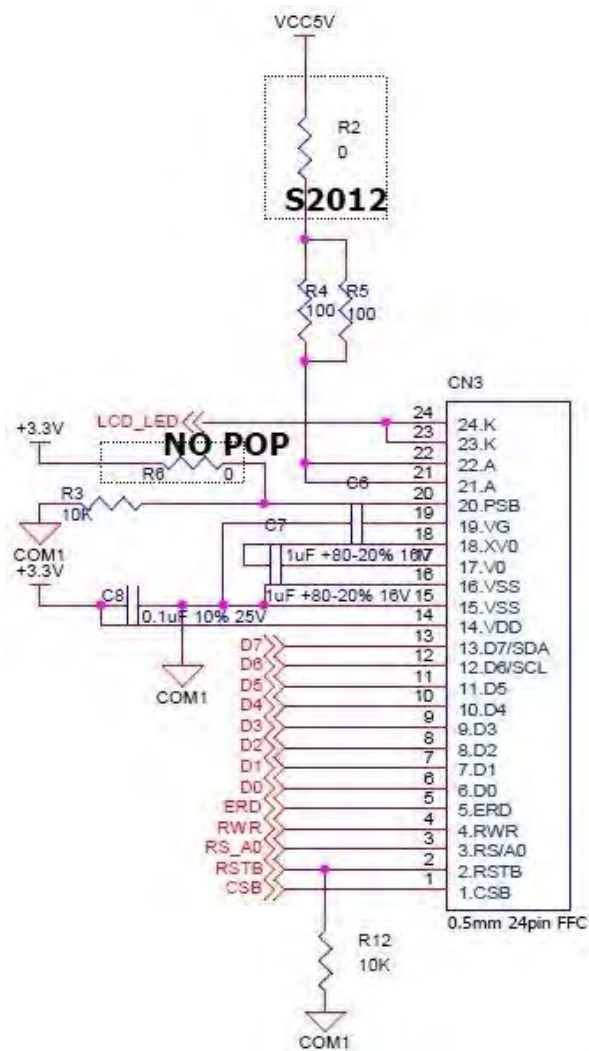 VCC5V
R2
0
S2012
R4
100
R5
100
CN3
LCD_LED
+3.3V
NO POP
R6
0
R3
10K
COM1
+3.3V
C6
C7
1uF +80-20% 16V
1uF +80-20% 16V
C8
0.1uF 10% 25V
COM1
24
23
22
21
20
19
18
17
16
15
14
13
12
11
10
9
8
7
6
5
4
3
2
1
24.K
23.K
22.A
21.A
20.PSB
19.VG
18.XV0
17.V0
16.VSS
15.VSS
14.VDD
13.D7/SDA
12.D6/SCL
11.D5
10.D4
9.D3
8.D2
7.D1
6.D0
5.ERD
4.RWR
3.RS/A0
2.RSTB
1.CSB
D7
D6
D5
D4
D3
D2
D1
D0
ERD
RWR
RS_A0
RSTB
CSB
0.5mm 24pin FFC
R12
10K
COM1